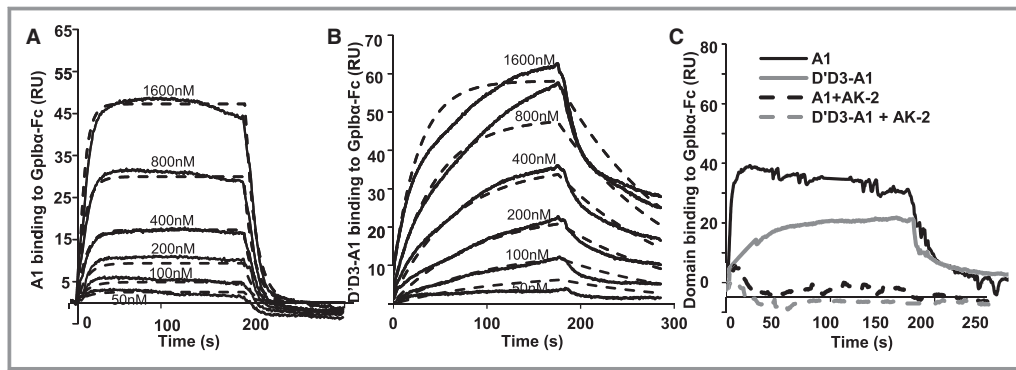 A
A1 binding to GpIbα-Fc (RU)
65
55
45
35
25
15
5
-5
1600nM
800nM
400nM
200nM
100nM
50nM
0
100
200
Time (s)
B
D'D3-A1 binding to GpIbα-Fc (RU)
70
60
50
40
30
20
10
1600nM
800nM
400nM
200nM
100nM
50nM
0
100
200
300
Time (s)
C
Domain binding to GpIbα-Fc (RU)
80
60
40
20
0
A1
D'D3-A1
A1+AK-2
D'D3-A1 + AK-2
0
50
100
150
200
250
Time (s)